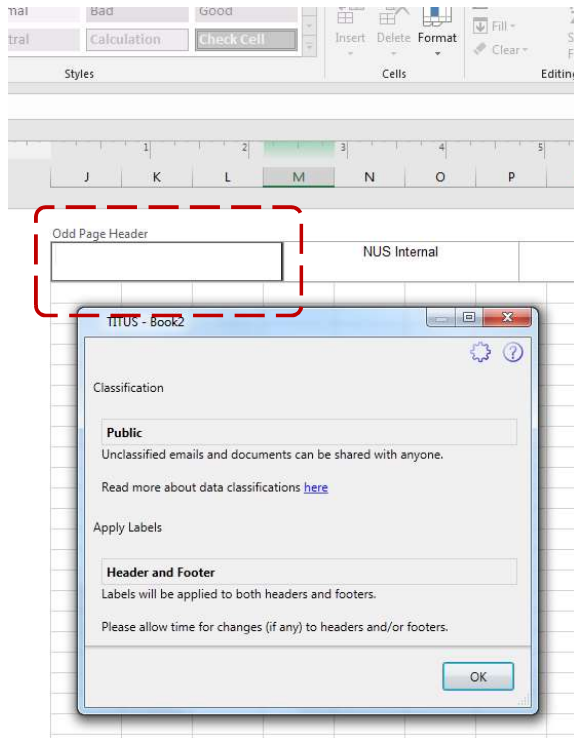 mal Bad Good
tral Calculation Check Cell
Insert Delete Format
Fill
Clear
Styles Cells Editing
1 2 3 4 5
J K L M N O P
Odd Page Header
NUS Internal
TITUS - Book2
Classification
Public
Unclassified emails and documents can be shared with anyone.
Read more about data classifications here
Apply Labels
Header and Footer
Labels will be applied to both headers and footers.
Please allow time for changes (if any) to headers and/or footers.
OK